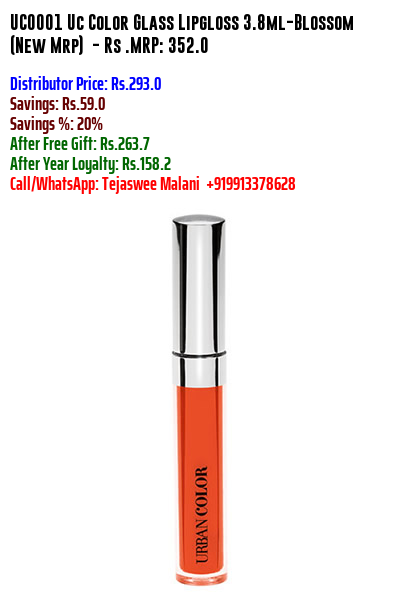 UC0001 Uc Color Glass Lipgloss 3.8ml-Blossom
(New Mrp) - Rs .MRP: 352.0
Distributor Price: Rs.293.0
Savings: Rs.59.0
Savings %: 20%
After Free Gift: Rs.263.7
After Year Loyalty: Rs.158.2
Call/WhatsApp: Tejaswee Malani +919913378628
URBAN COLOR